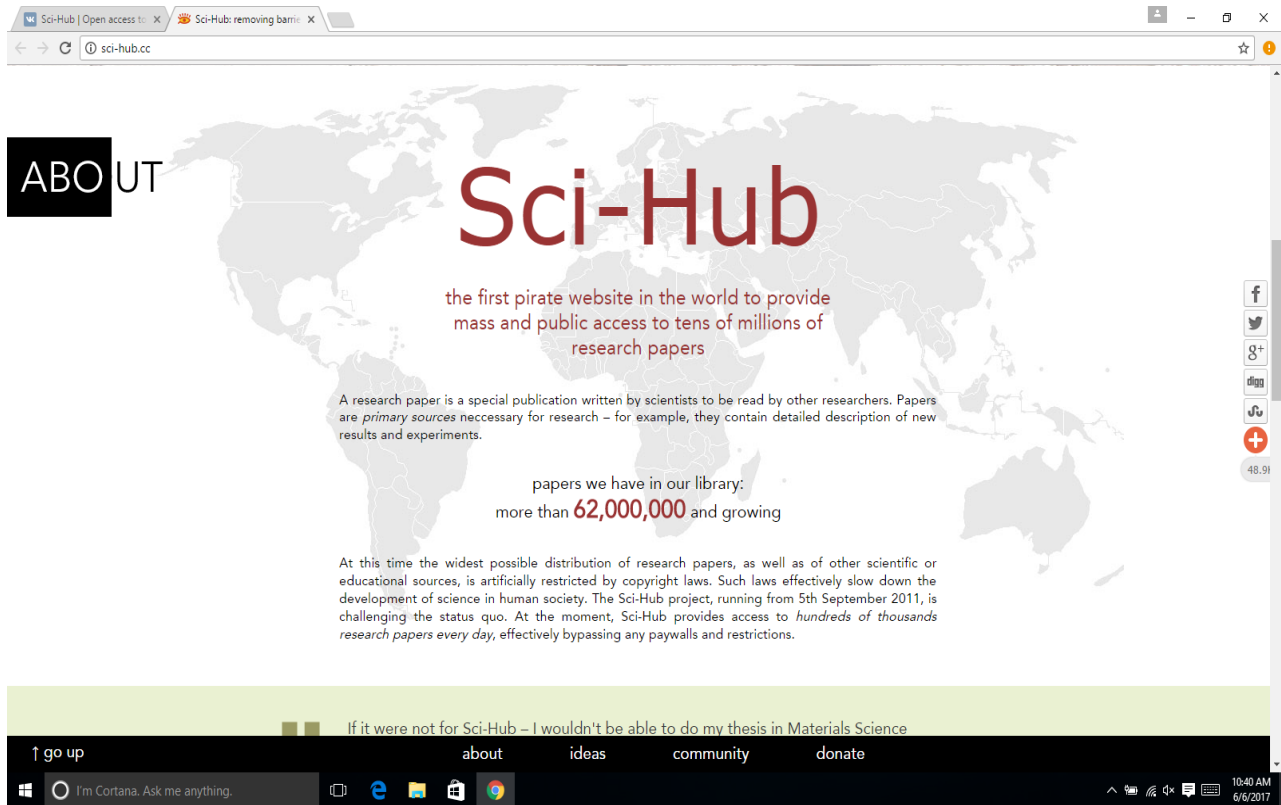 Sci-Hub | Open access to
Sci-Hub: removing barrie
sci-hub.cc
ABOUT
Sci-Hub
the first pirate website in the world to provide
mass and public access to tens of millions of
research papers
A research paper is a special publication written by scientists to be read by other researchers. Papers
are primary sources neccessary for research – for example, they contain detailed description of new
results and experiments.
papers we have in our library:
more than 62,000,000 and growing
At this time the widest possible distribution of research papers, as well as of other scientific or
educational sources, is artificially restricted by copyright laws. Such laws effectively slow down the
development of science in human society. The Sci-Hub project, running from 5th September 2011, is
challenging the status quo. At the moment, Sci-Hub provides access to hundreds of thousands
research papers every day, effectively bypassing any paywalls and restrictions.
digg
48.9
If it were not for Sci-Hub – I wouldn't be able to do my thesis in Materials Science
↑ go up
about
ideas
community
donate
I'm Cortana. Ask me anything.
10:40 AM
6/6/2017